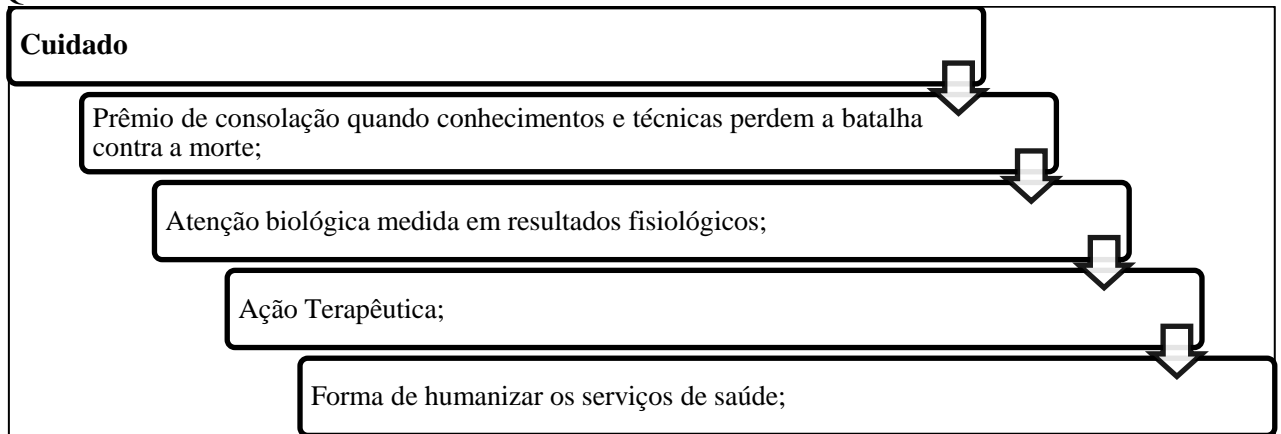 Cuidado
Prêmio de consolação quando conhecimentos e técnicas perdem a batalha
contra a morte;
Atenção biológica medida em resultados fisiológicos;
Ação Terapêutica;
Forma de humanizar os serviços de saúde;